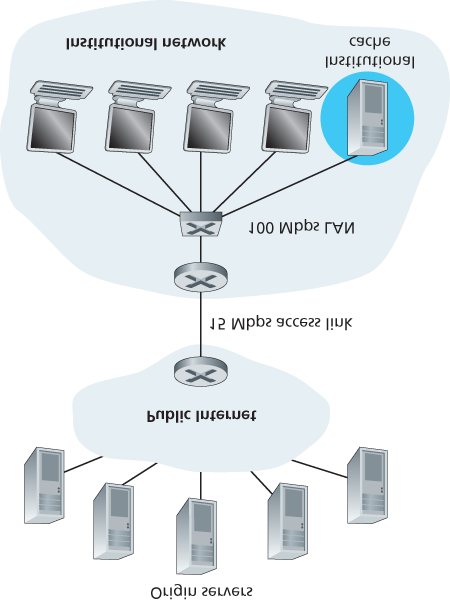 Origin servers
Public Internet
15 Mbps access link
100 Mbps LAN
Institutional
cache
Institutional network